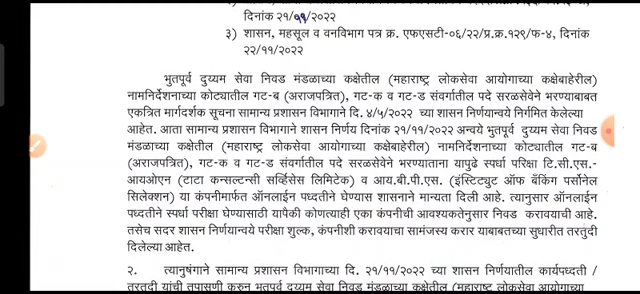 दिनांक २१/११/२०२२
३) शासन, महसूल व वनविभाग पत्र क्र. एफएसटी-०६/२२/प्र.क्र.१२९/फ-४, दिनांक
२२/११/२०२२
भुतपूर्व दुय्यम सेवा निवड मंडळाच्या कक्षेतील (महाराष्ट्र लोकसेवा आयोगाच्या कक्षेबाहेरील)
नामनिर्देशनाच्या कोट्यातील गट-ब (अराजपत्रित), गट-क व गट-ड संवर्गातील पदे सरळसेवेने भरण्याबाबत
एकत्रित मार्गदर्शक सूचना सामान्य प्रशासन विभागाने दि. ४/५/२०२२ च्या शासन निर्णयान्वये निर्गमित केलेल्या
आहेत. आता सामान्य प्रशासन विभागाने शासन निर्णय दिनांक २१/११/२०२२ अन्वये भुतपूर्व दुय्यम सेवा निवड
मंडळाच्या कक्षेतील (महाराष्ट्र लोकसेवा आयोगाच्या कक्षेबाहेरील) नामनिर्देशनाच्या कोट्यातील गट-ब
(अराजपत्रित), गट-क व गट-ड संवर्गातील पदे सरळसेवेने भरण्याताना यापुढे स्पर्धा परिक्षा टि.सी.एस.-
आयओएन (टाटा कन्सल्टन्सी सर्व्हिसेस लिमिटेक) व आय.बी.पी.एस. (इंस्टिट्युट ऑफ बँकिंग पर्सोनेल
सिलेक्शन) या कंपनीमार्फत ऑनलाईन पध्दतीने घेण्यास शासनाने मान्यता दिली आहे. त्यानुसार ऑनलाईन
पध्दतीने स्पर्धा परीक्षा घेण्यासाठी यापैकी कोणत्याही एका कंपनीची आवश्यकतेनुसार निवड करावयाची आहे.
तसेच सदर शासन निर्णयान्वये परीक्षा शुल्क, कंपनीशी करावयाचा सामंजस्य करार याबाबतच्या सुधारीत तरतुदी
दिलेल्या आहेत.
२. त्यानुषंगाने सामान्य प्रशासन विभागाच्या दि. २१/११/२०२२ च्या शासन निर्णयातील कार्यपध्दती /
तरतुदी यांची तपासणी करुन भुतपूर्व दुय्यम सेवा निवड मंडळाच्या कक्षेतील (महाराष्ट्र लोकसेवा आयोगाच्या